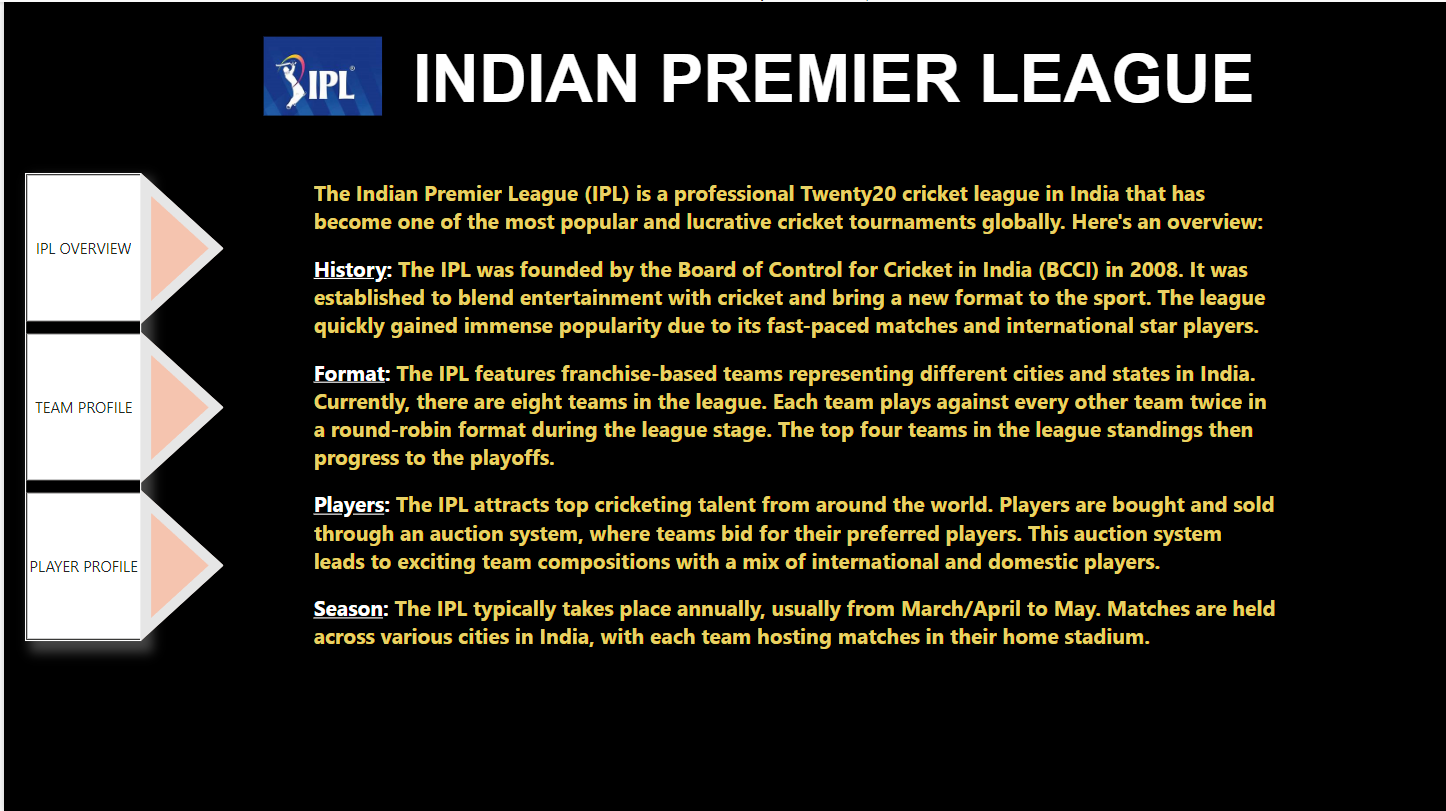 IPL
INDIAN PREMIER LEAGUE
IPL OVERVIEW
TEAM PROFILE
PLAYER PROFILE
The Indian Premier League (IPL) is a professional Twenty20 cricket league in India that has
become one of the most popular and lucrative cricket tournaments globally. Here's an overview:
History: The IPL was founded by the Board of Control for Cricket in India (BCCI) in 2008. It was
established to blend entertainment with cricket and bring a new format to the sport. The league
quickly gained immense popularity due to its fast-paced matches and international star players.
Format: The IPL features franchise-based teams representing different cities and states in India.
Currently, there are eight teams in the league. Each team plays against every other team twice in
a round-robin format during the league stage. The top four teams in the league standings then
progress to the playoffs.
Players: The IPL attracts top cricketing talent from around the world. Players are bought and sold
through an auction system, where teams bid for their preferred players. This auction system
leads to exciting team compositions with a mix of international and domestic players.
Season: The IPL typically takes place annually, usually from March/April to May. Matches are held
across various cities in India, with each team hosting matches in their home stadium.